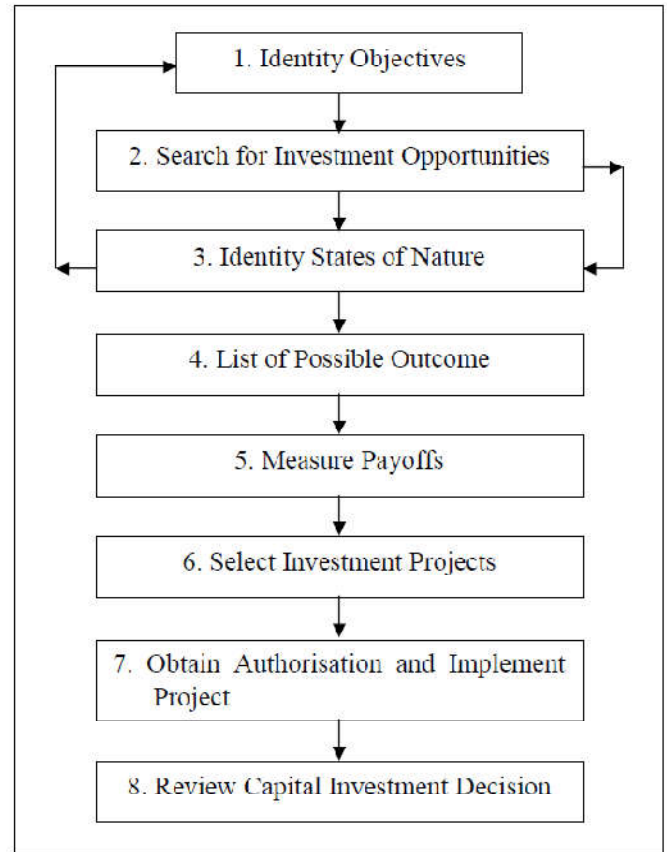 1. Identity Objectives
2. Search for Investment Opportunities
3. Identity States of Nature
4. List of Possible Outcome
5. Measure Payoffs
6. Select Investment Projects
7. Obtain Authorisation and Implement
Project
8. Review Capital Investment Decision